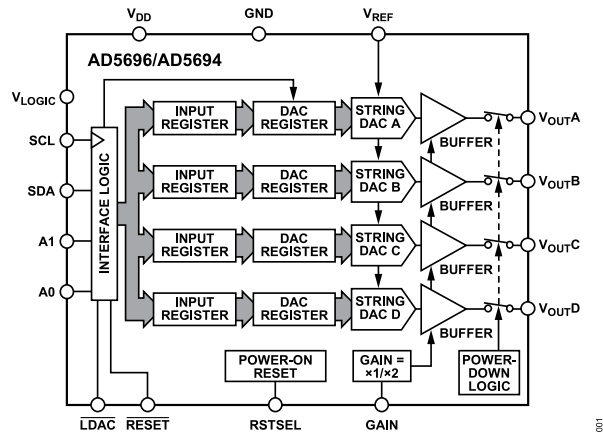 VDD
GND
VREF
AD5696/AD5694
VLOGIC
SCL
SDA
A1
A0
INTERFACE LOGIC
INPUT
REGISTER
DAC
REGISTER
STRING
DAC A
BUFFER
VOUTA
INPUT
REGISTER
DAC
REGISTER
STRING
DAC B
BUFFER
VOUTB
INPUT
REGISTER
DAC
REGISTER
STRING
DAC C
BUFFER
VOUTC
INPUT
REGISTER
DAC
REGISTER
STRING
DAC D
BUFFER
VOUTD
POWER-ON
RESET
GAIN =
×1/×2
POWER-
DOWN
LOGIC
LDAC
RESET
RSTSEL
GAIN
001